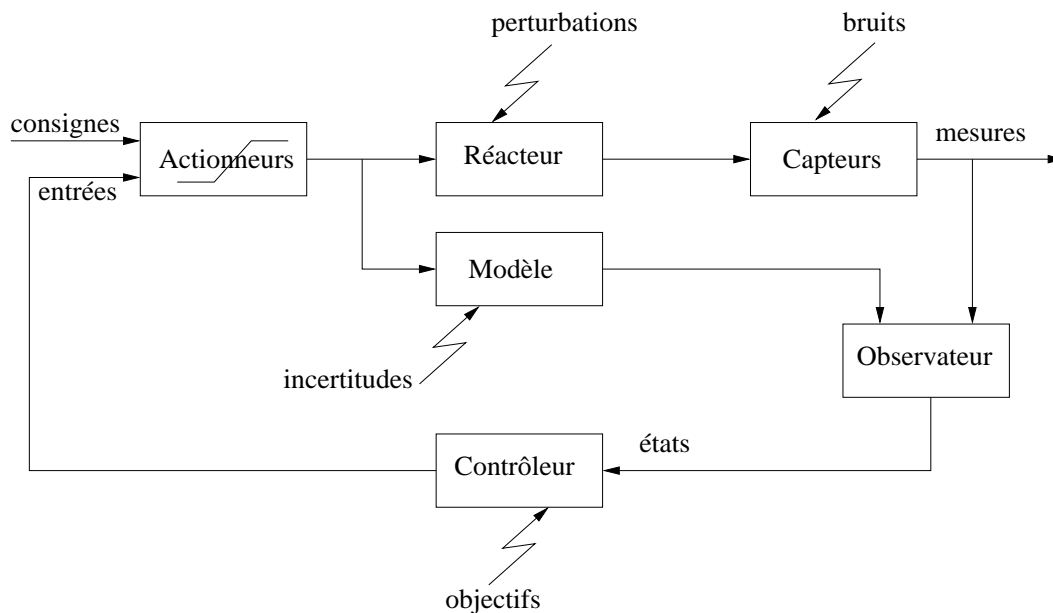 perturbations
bruits
consignes
Actionneurs
Réacteur
Capteurs
mesures
entrées
Modèle
Observateur
incertitudes
états
Contrôleur
objectifs